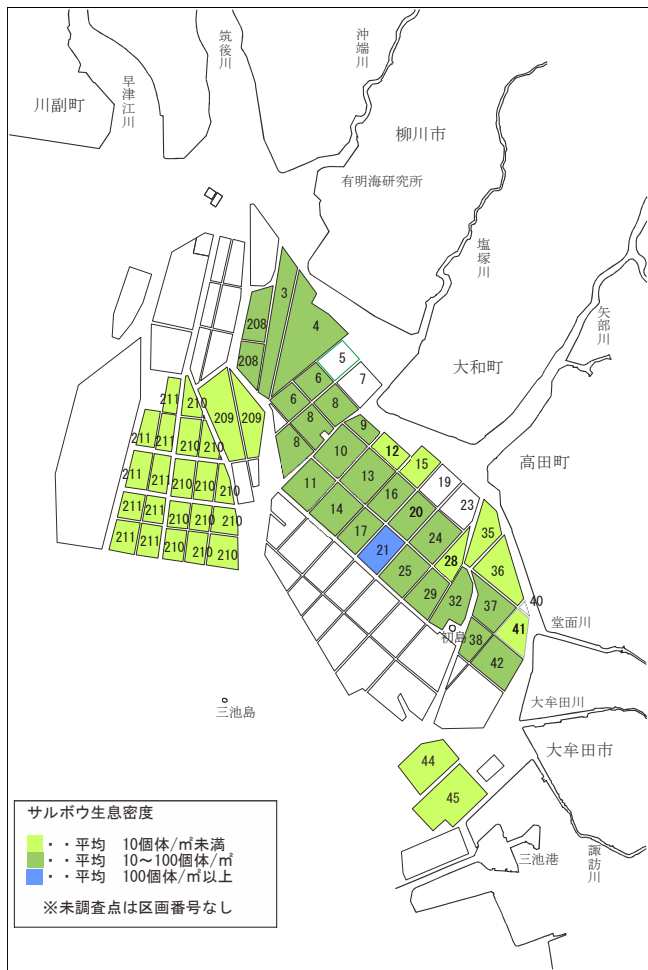 筑後川
沖端川
早津江川
川副町
柳川市
有明海研究所
塩塚川
矢部川
大和町
高田町
3
208
4
208
5
6
7
6
8
8
8
9
211
210
209
209
211
211
210
210
10
12
15
11
13
16
19
23
211
211
210
210
210
14
20
35
17
24
211
211
210
210
210
21
28
36
211
211
210
210
210
25
29
32
37
40
初島
38
41
堂面川
42
三池島
大牟田川
大牟田市
44
45
三池港
諏訪川
サルボウ生息密度
・・平均 10個体/㎡未満
・・平均 10~100個体/㎡
・・平均 100個体/㎡以上
※未調査点は区画番号なし